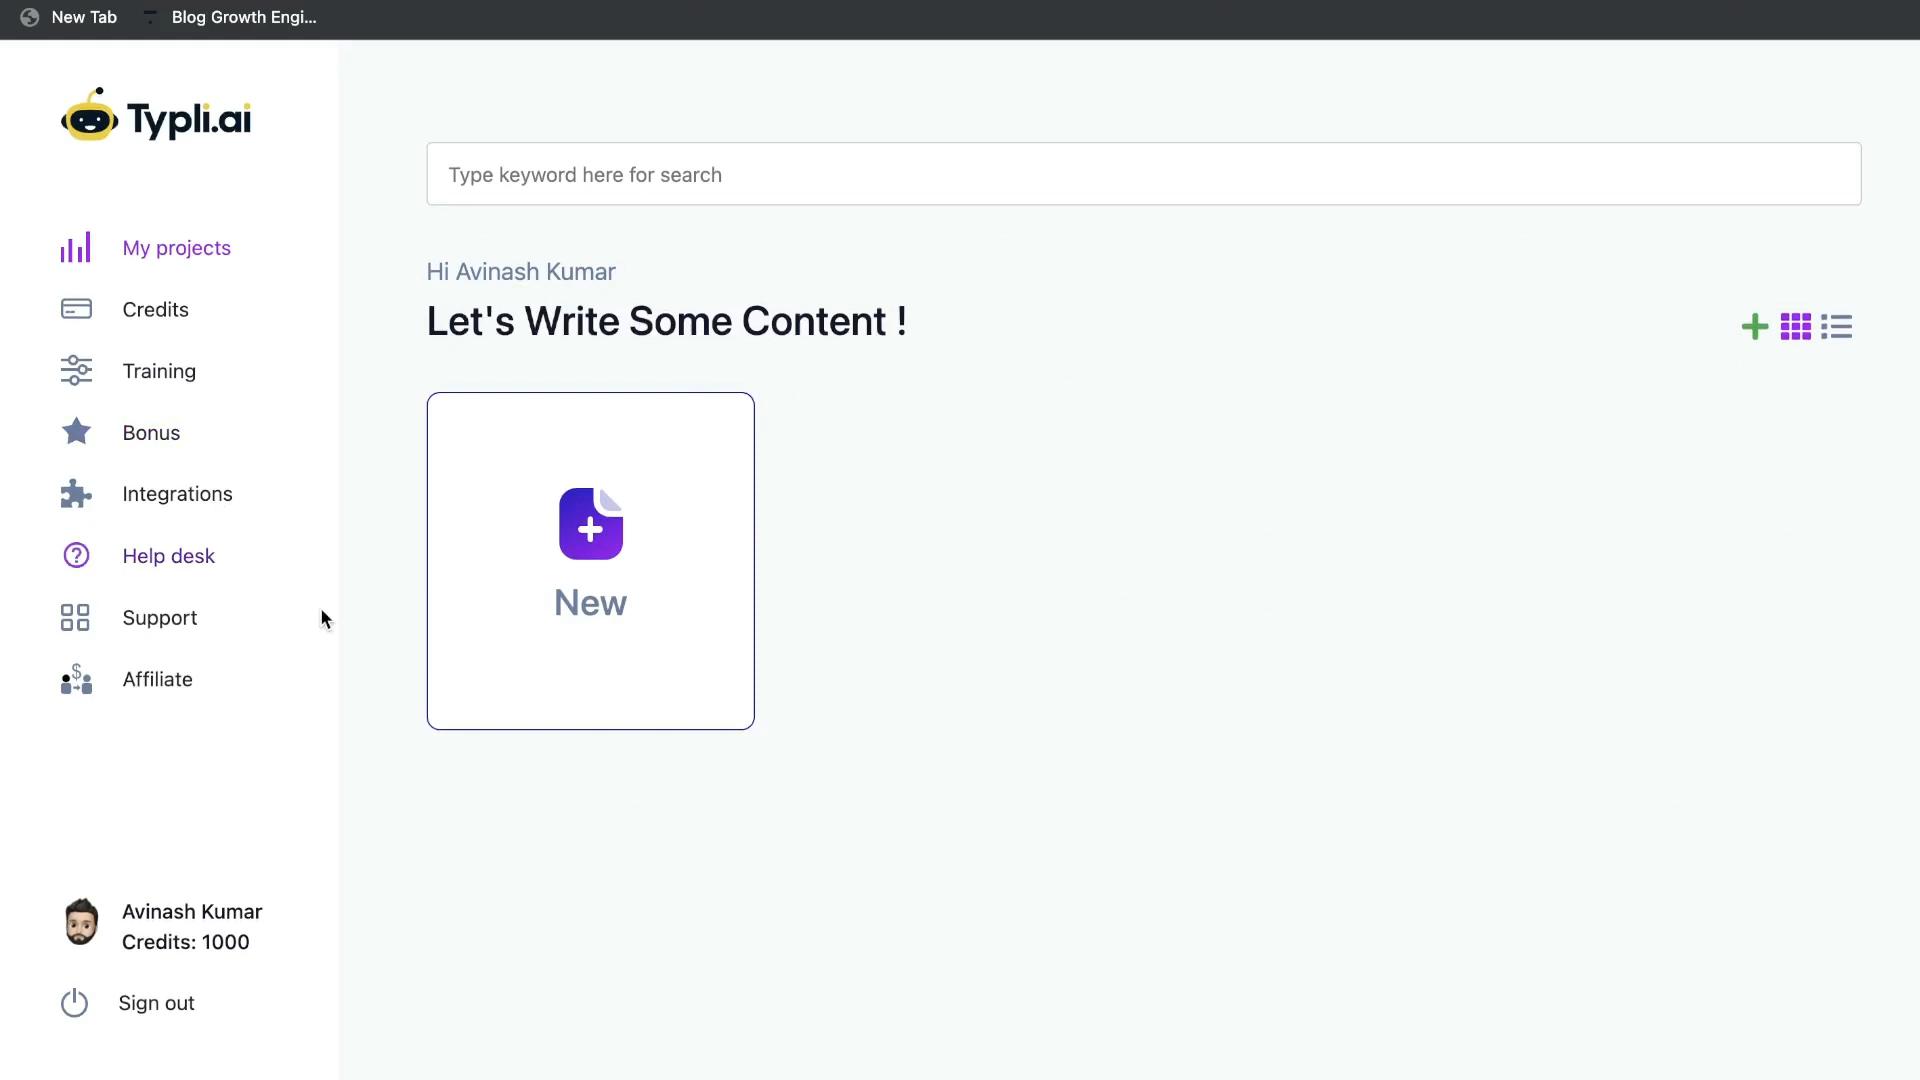 New Tab
Blog Growth Engi...
Typli.ai
Type keyword here for search
My projects
Credits
Training
Bonus
Integrations
Help desk
Support
Affiliate
Hi Avinash Kumar
Let's Write Some Content !
New
Avinash Kumar
Credits: 1000
Sign out